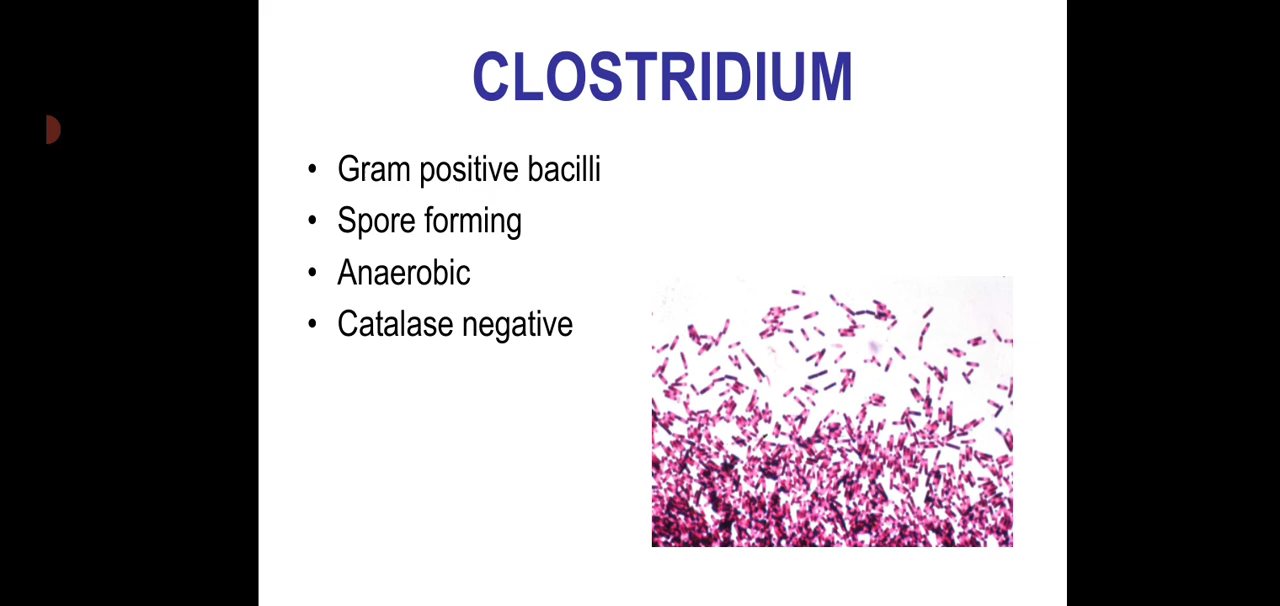 CLOSTRIDIUM
• Gram positive bacilli
• Spore forming
• Anaerobic
• Catalase negative